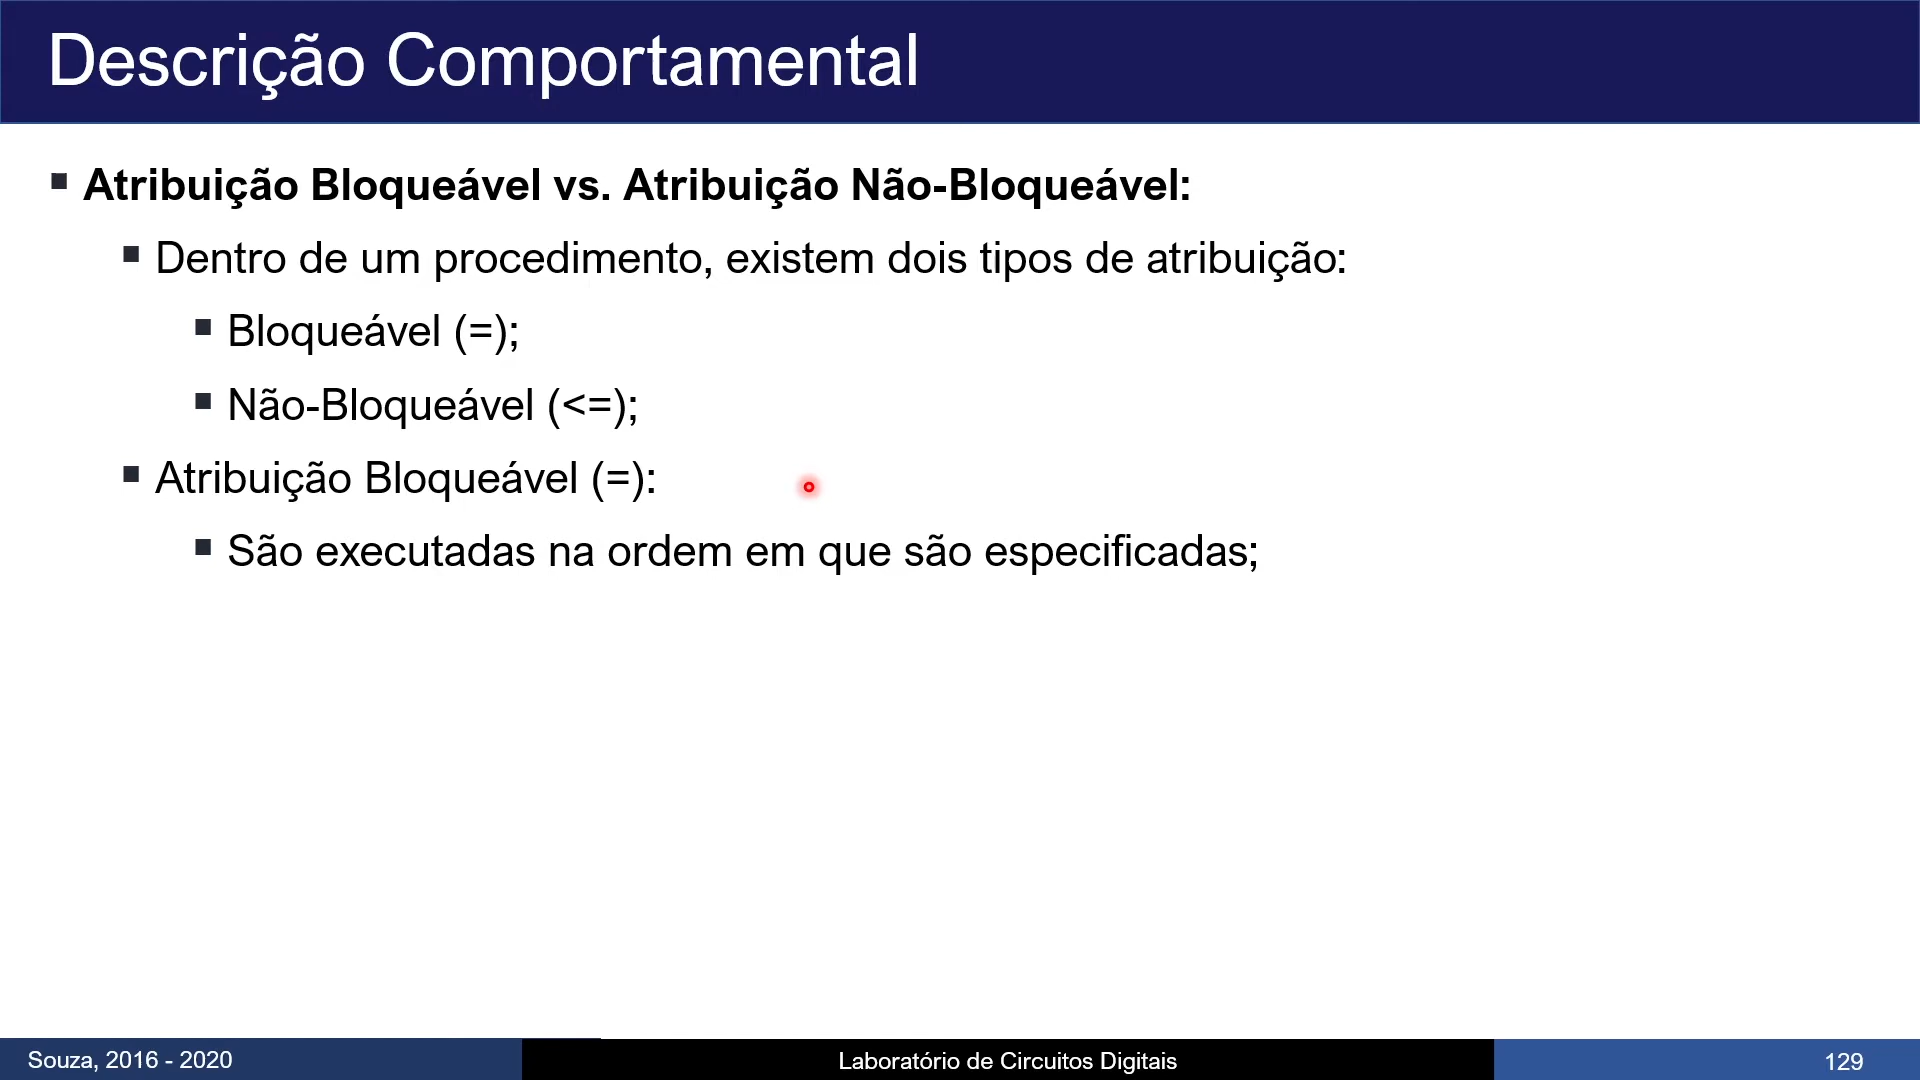 Descrição Comportamental
Atribuição Bloqueável vs. Atribuição Não-Bloqueável:
Dentro de um procedimento, existem dois tipos de atribuição:
Bloqueável (=);
Não-Bloqueável (<=);
Atribuição Bloqueável (=):
São executadas na ordem em que são especificadas;
Souza, 2016 - 2020
Laboratório de Circuitos Digitais
129